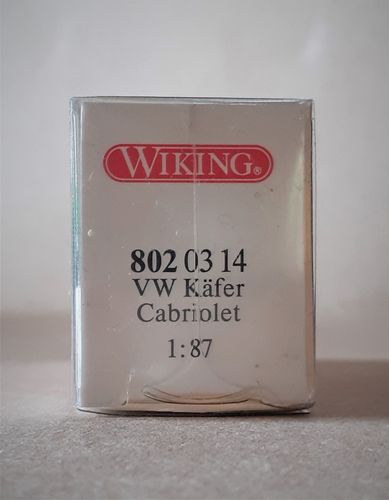 WIKING®
802 03 14
VW Käfer
Cabriolet
1:87